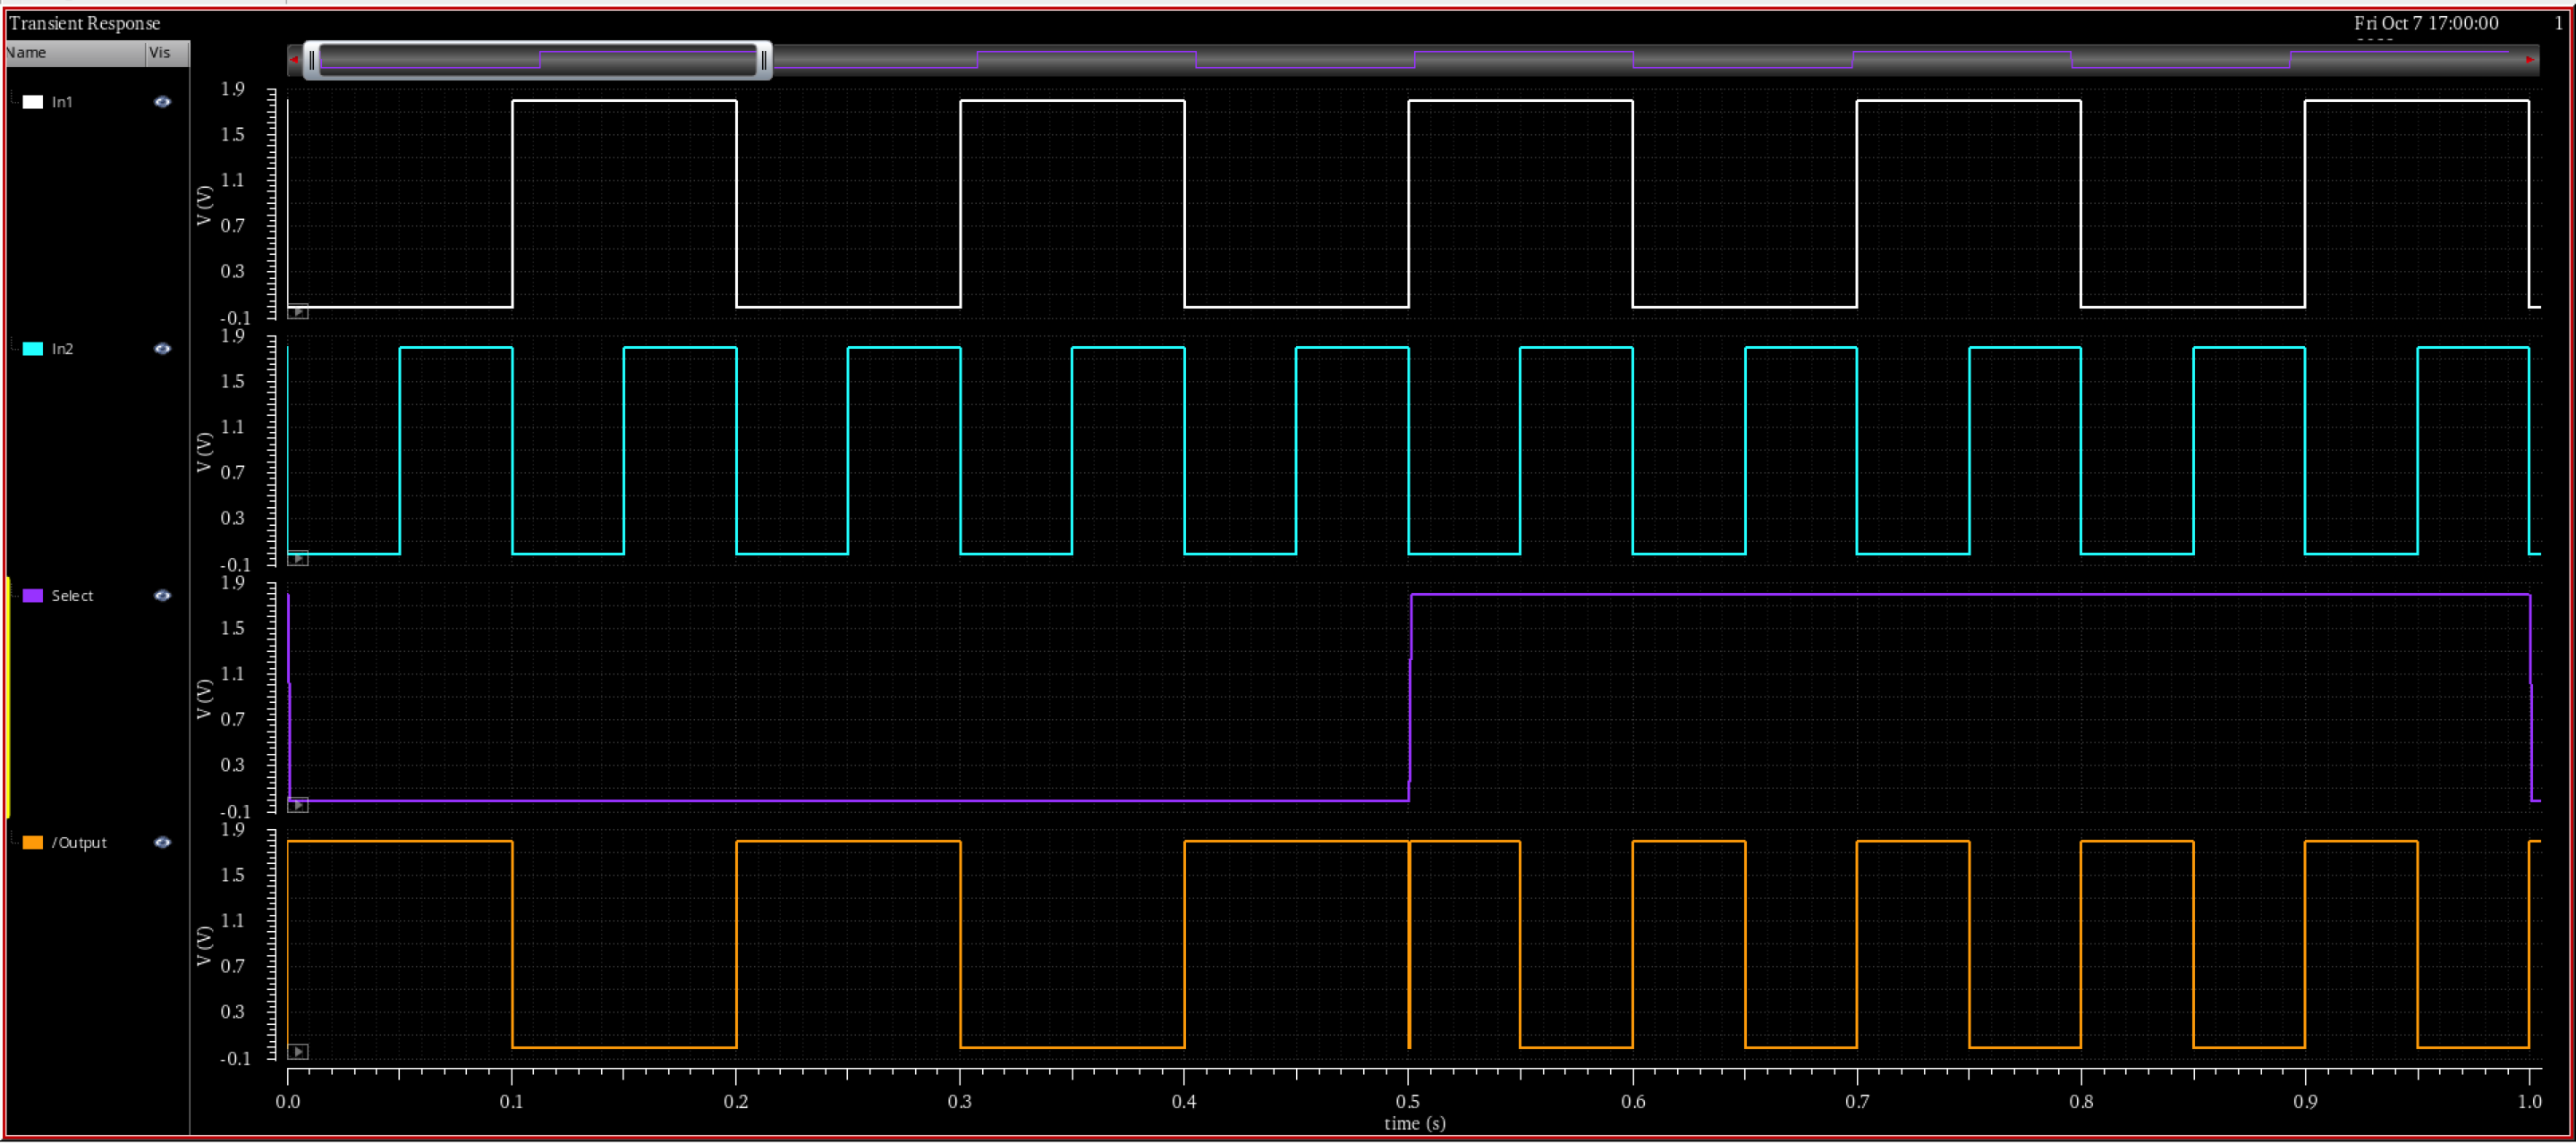 Transient Response
Fri Oct 7 17:00:00 1
Name Vis
In1
1.9
1.5
1.1
0.7
0.3
-0.1
V (V)
In2
1.9
1.5
1.1
0.7
0.3
-0.1
V (V)
Select
1.9
1.5
1.1
0.7
0.3
-0.1
V (V)
/Output
1.9
1.5
1.1
0.7
0.3
-0.1
V (V)
0.0 0.1 0.2 0.3 0.4 0.5 0.6 0.7 0.8 0.9 1.0
time (s)